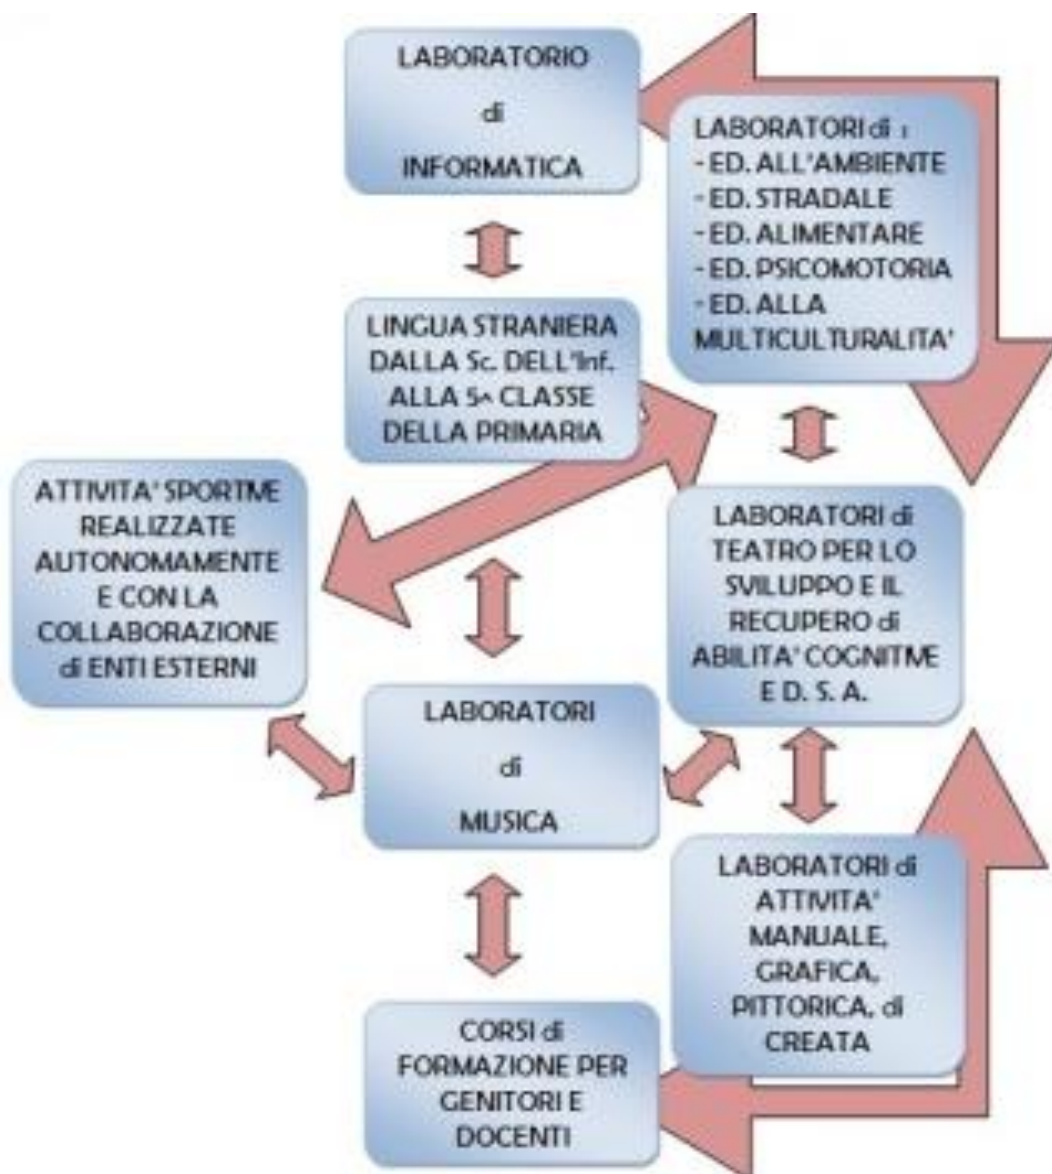 LABORATORIO
di
INFORMATICA
LABORATORI di :
- ED. ALL'AMBIENTE
- ED. STRADALE
- ED. ALIMENTARE
- ED. PSICOMOTORIA
- ED. ALLA
MULTICULTURALITA'
LINGUA STRANIERA
DALLA Sc. DELL'Inf.
ALLA 5^ CLASSE
DELLA PRIMARIA
ATTIVITA' SPORTIVE
REALIZZATE
AUTONOMAMENTE
E CON LA
COLLABORAZIONE
di ENTI ESTERNI
LABORATORI di
TEATRO PER LO
SVILUPPO E IL
RECUPERO di
ABILITA' COGNITIVE
E D. S. A.
LABORATORI
di
MUSICA
LABORATORI di
ATTIVITA'
MANUALE,
GRAFICA,
PITTORICA, di
CREATA
CORSI di
FORMAZIONE PER
GENITORI E
DOCENTI